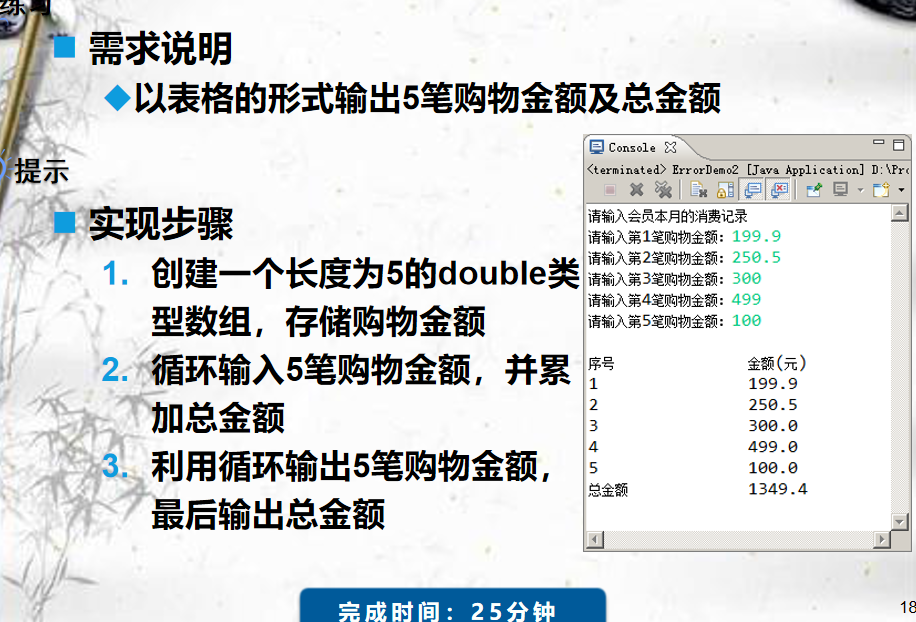 练习
需求说明
以表格的形式输出5笔购物金额及总金额
提示
实现步骤
1. 创建一个长度为5的double类
型数组，存储购物金额
2. 循环输入5笔购物金额，并累
加总金额
3. 利用循环输出5笔购物金额，
最后输出总金额
Console
<terminated> ErrorDemo2 [Java Application] D:\Pro
请输入会员本月的消费记录
请输入第1笔购物金额：199.9
请输入第2笔购物金额：250.5
请输入第3笔购物金额：300
请输入第4笔购物金额：499
请输入第5笔购物金额：100
序号 金额(元)
1 199.9
2 250.5
3 300.0
4 499.0
5 100.0
总金额 1349.4
完成时间：25分钟
18